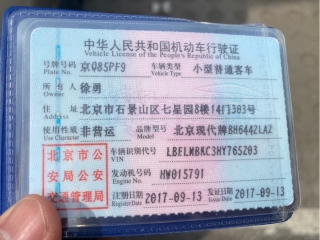 中华人民共和国机动车行驶证
Vehicle License of the People's Republic of China
号牌号码 京Q85PF9 车辆类型 小型普通客车
Plate No. Vehicle Type
所有人 徐勇
Owner
住址 北京市石景山区七星园8楼14门303号
Address
使用性质 非营运 品牌型号 北京现代牌BH6442LAZ
Use Character Model
北京市公安局公安交通管理局
车辆识别代号 LBELMBKC3HY765203
VIN
发动机号码 HW015791
Engine No.
注册日期 2017-09-13 发证日期 2017-09-13
Register Date Issue Date